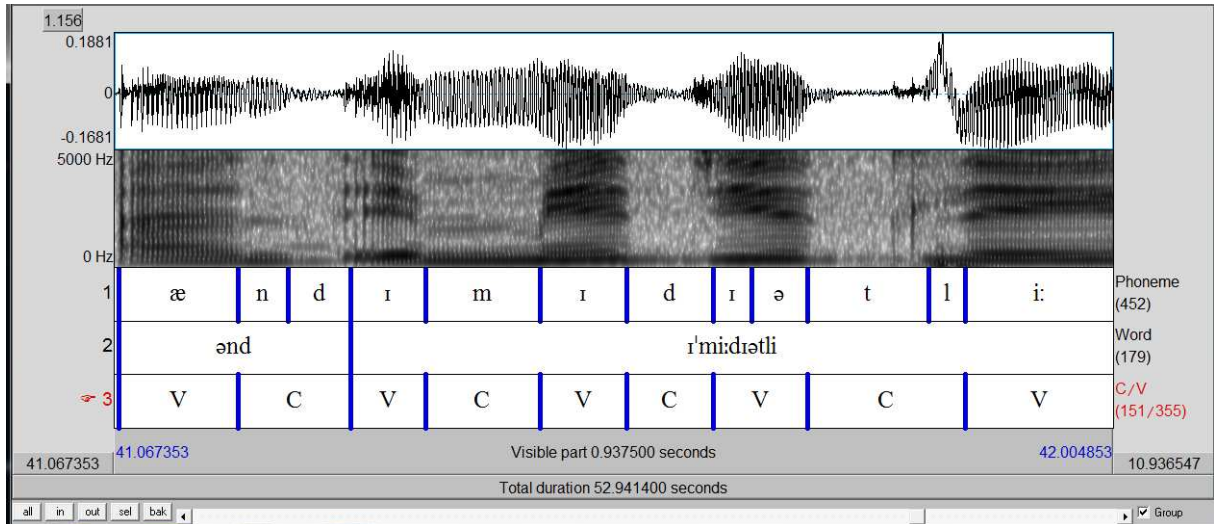 1.156
0.1881
0
-0.1681
5000 Hz
0 Hz
1 æ n d ɪ m ɪ d ɪ ə t l i: Phoneme
(452)
2 ənd ɪˈmi:dɪətli Word
(179)
☞ 3 V C V C V C V C V C/V
(151/355)
41.067353 Visible part 0.937500 seconds 42.004853
41.067353 10.936547
Total duration 52.941400 seconds
all in out sel bak Group